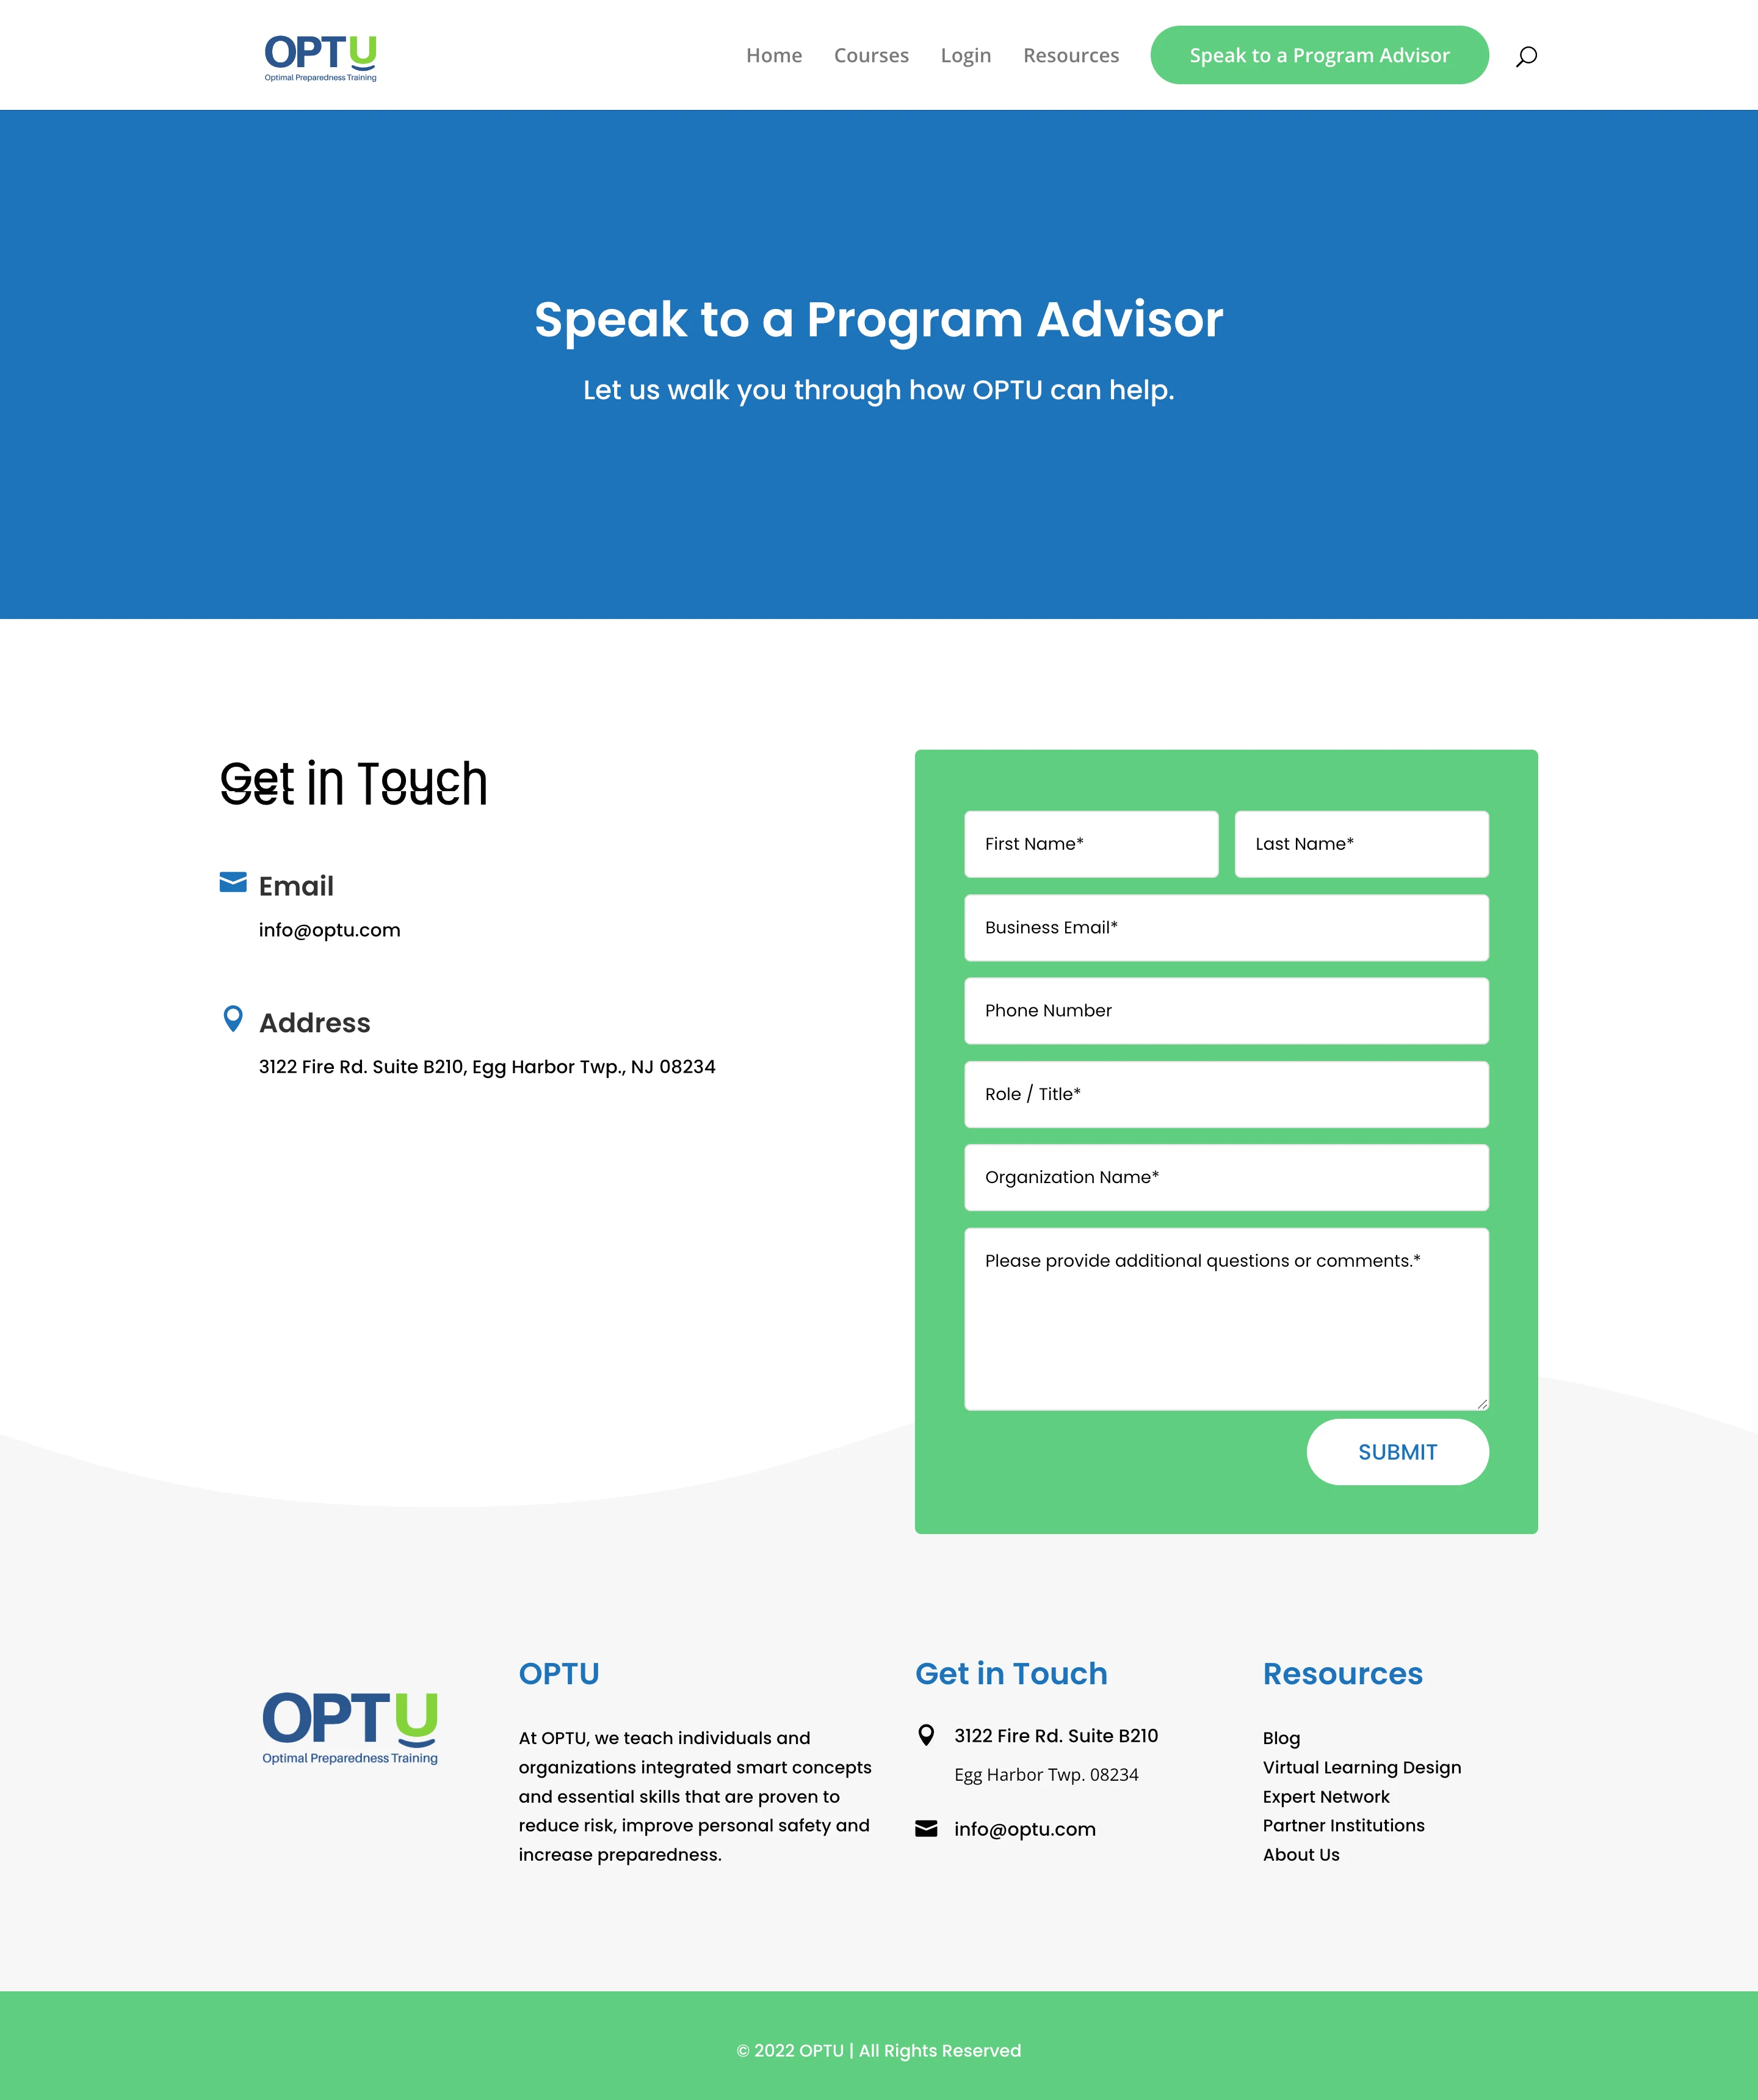 OPTU
Optimal Preparedness Training
Home Courses Login Resources Speak to a Program Advisor
Speak to a Program Advisor
Let us walk you through how OPTU can help.
Get in Touch
Get in Touch
Email
info@optu.com
Address
3122 Fire Rd. Suite B210, Egg Harbor Twp., NJ 08234
First Name* Last Name*
Business Email*
Phone Number
Role / Title*
Organization Name*
Please provide additional questions or comments.*
SUBMIT
OPTU
Optimal Preparedness Training
OPTU
At OPTU, we teach individuals and
organizations integrated smart concepts
and essential skills that are proven to
reduce risk, improve personal safety and
increase preparedness.
Get in Touch
3122 Fire Rd. Suite B210
Egg Harbor Twp. 08234
info@optu.com
Resources
Blog
Virtual Learning Design
Expert Network
Partner Institutions
About Us
© 2022 OPTU | All Rights Reserved